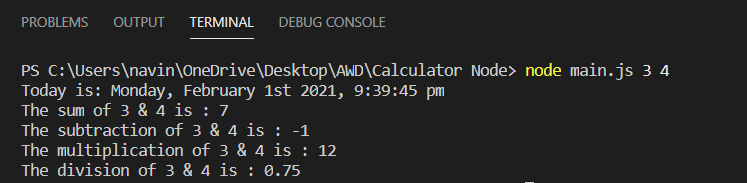 PROBLEMS OUTPUT TERMINAL DEBUG CONSOLE
PS C:\Users\navin\OneDrive\Desktop\AWD\Calculator Node> node main.js 3 4
Today is: Monday, February 1st 2021, 9:39:45 pm
The sum of 3 & 4 is : 7
The subtraction of 3 & 4 is : -1
The multiplication of 3 & 4 is : 12
The division of 3 & 4 is : 0.75